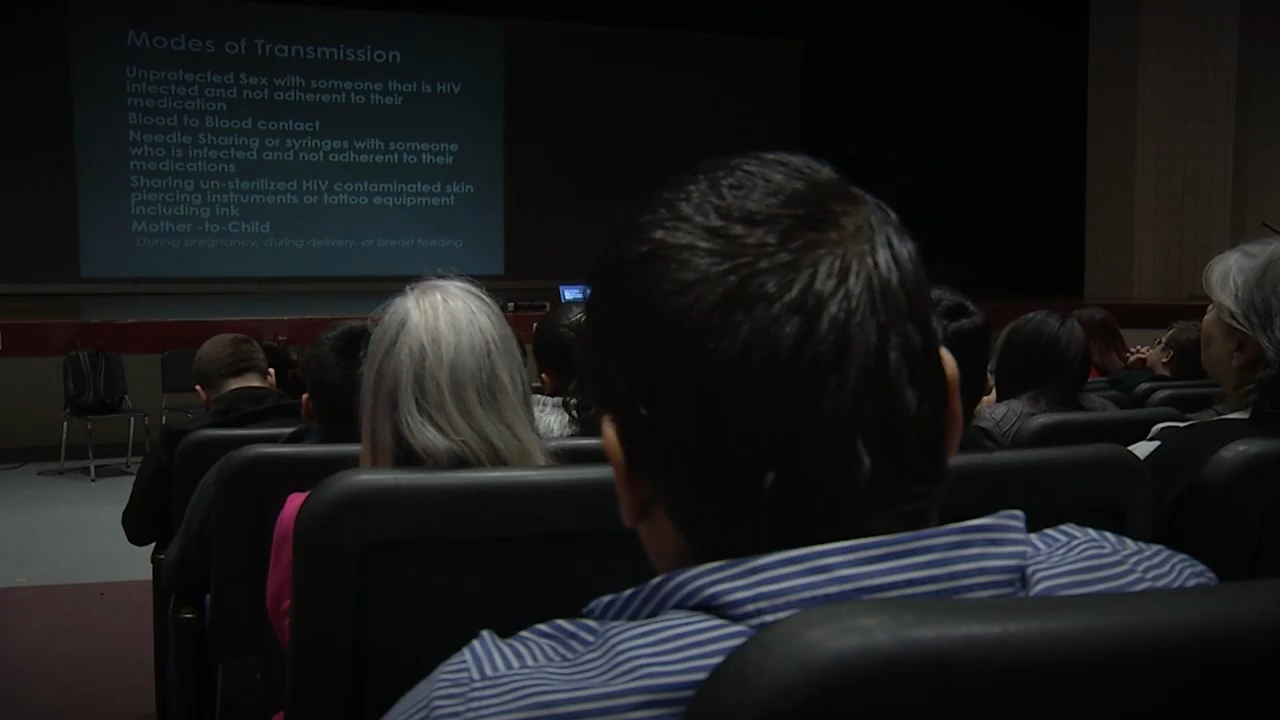 Modes of Transmission
Unprotected Sex with someone that is HIV
infected and not adherent to their
medication
Blood to Blood contact
Needle Sharing or syringes with someone
who is infected and not adherent to their
medications
Sharing un-sterilized HIV contaminated skin
piercing instruments or tattoo equipment
including ink
Mother -to-Child
During pregnancy, during delivery, or breast feeding